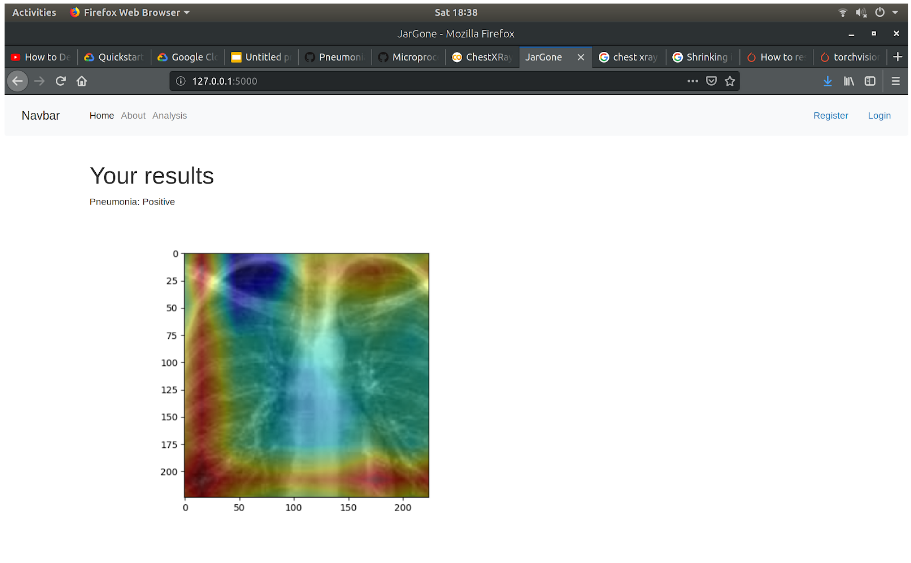 Activities Firefox Web Browser Sat 18:38
JarGone - Mozilla Firefox
How to De Quickstart Google Clo Untitled p Pneumoni Microproc ChestXRay JarGone chest xray Shrinking How to re torchvision
127.0.0.1:5000
Navbar Home About Analysis Register Login
Your results
Pneumonia: Positive
0
25
50
75
100
125
150
175
200
0 50 100 150 200